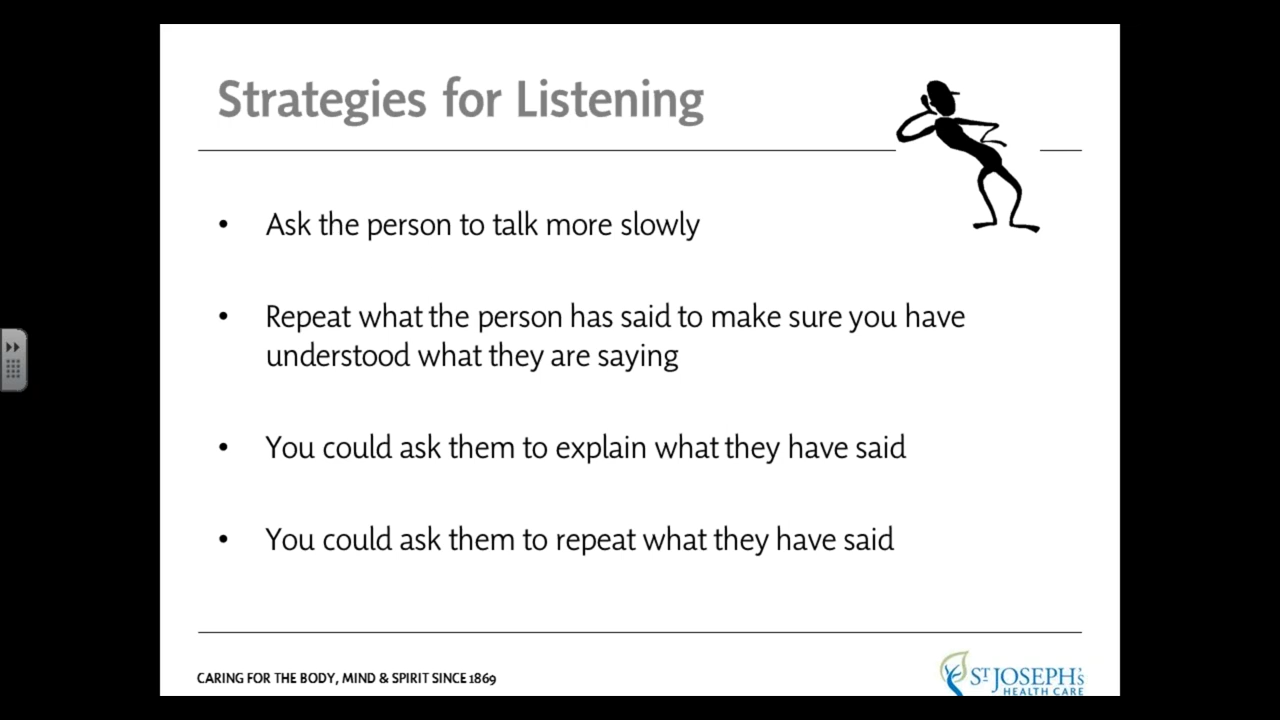 Strategies for Listening
• Ask the person to talk more slowly
• Repeat what the person has said to make sure you have
understood what they are saying
• You could ask them to explain what they have said
• You could ask them to repeat what they have said
CARING FOR THE BODY, MIND & SPIRIT SINCE 1869
ST JOSEPH'S
HEALTH CARE